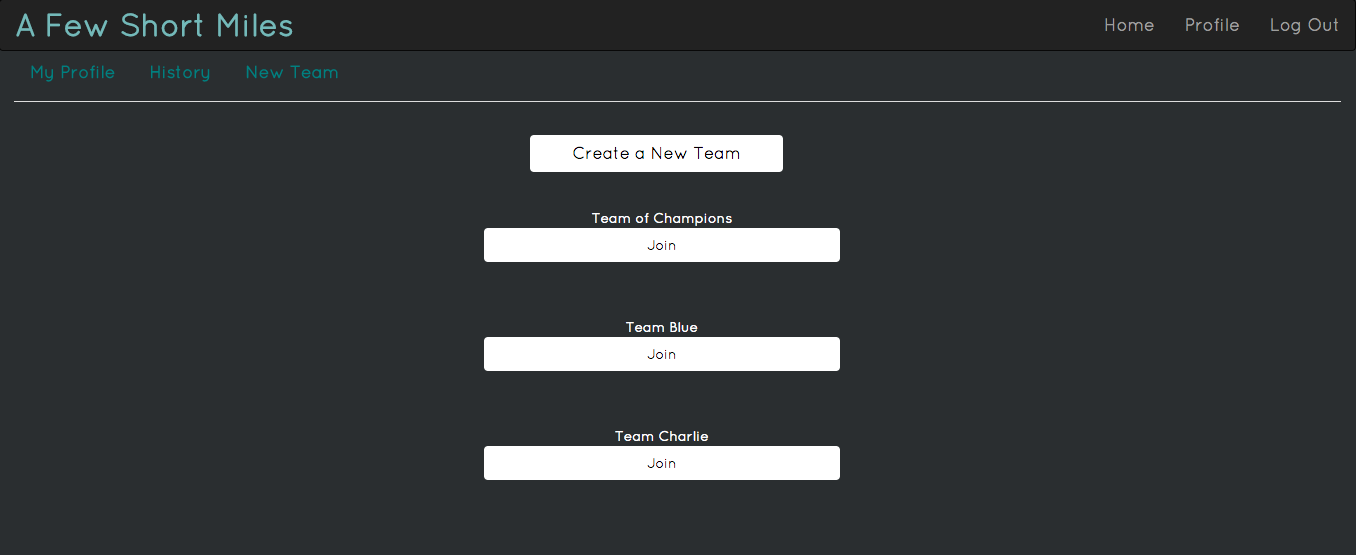 A Few Short Miles Home Profile Log Out
My Profile History New Team
Create a New Team
Team of Champions
Join
Team Blue
Join
Team Charlie
Join